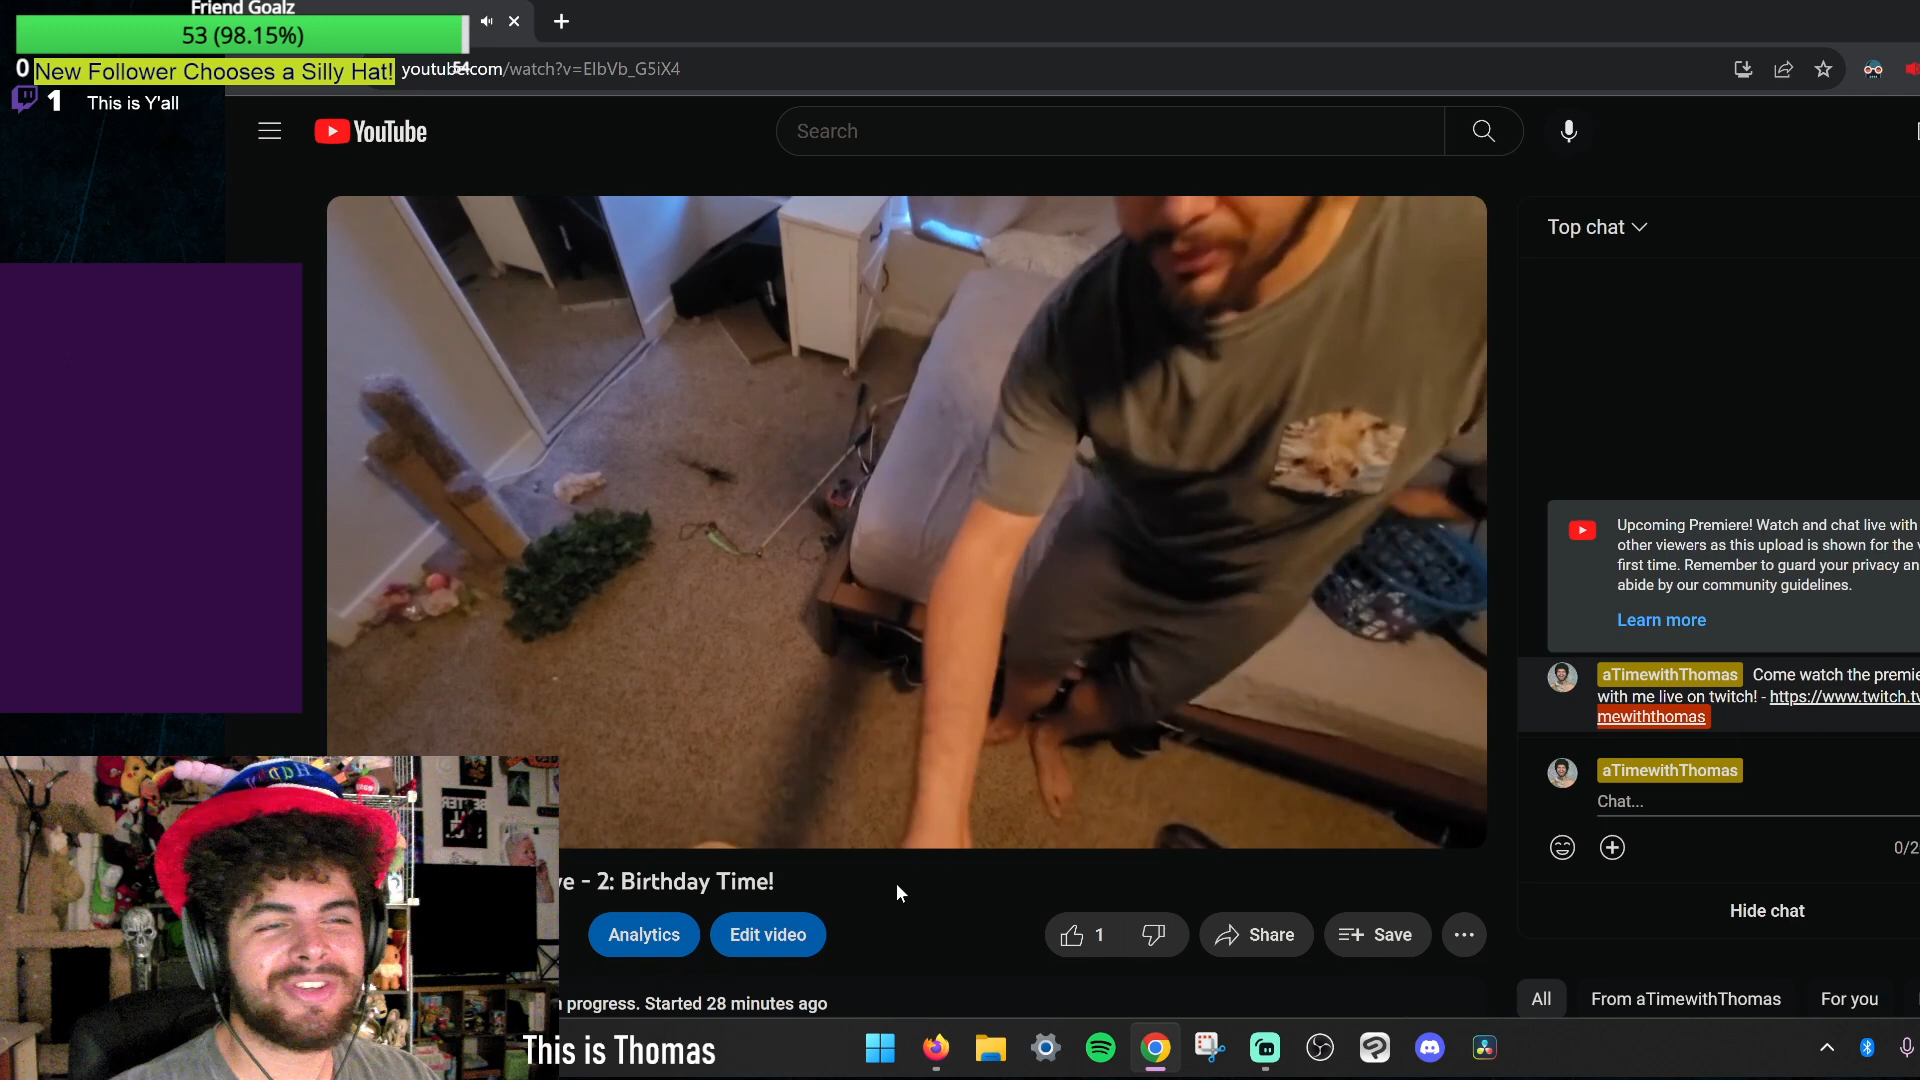 Friend Goalz
53 (98.15%)
0
54
New Follower Chooses a Silly Hat!
youtube.com/watch?v=EIbVb_G5iX4
1 This is Y'all
YouTube
Search
Top chat
Upcoming Premiere! Watch and chat live with
other viewers as this upload is shown for the
first time. Remember to guard your privacy an
abide by our community guidelines.
Learn more
aTimewithThomas Come watch the premie
with me live on twitch! - https://www.twitch.tv
mewiththomas
aTimewithThomas
Chat...
0/2
Hide chat
- 2: Birthday Time!
Analytics
Edit video
1
Share
Save
progress. Started 28 minutes ago
All
From aTimewithThomas
For you
This is Thomas